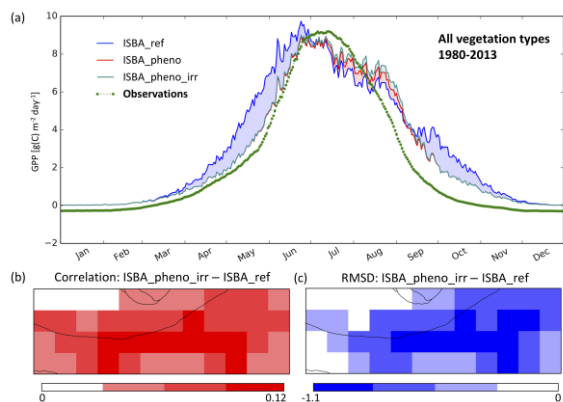 (a)
ISBA_ref
ISBA_pheno
ISBA_pheno_irr
Observations
All vegetation types
1980-2013
GPP [g(C) m⁻² day⁻¹]
10
8
6
4
2
0
−2
Jan Feb Mar Apr May Jun Jul Aug Sep Oct Nov Dec
(b) Correlation: ISBA_pheno_irr − ISBA_ref
0 0.12
(c) RMSD: ISBA_pheno_irr − ISBA_ref
-1.1 0